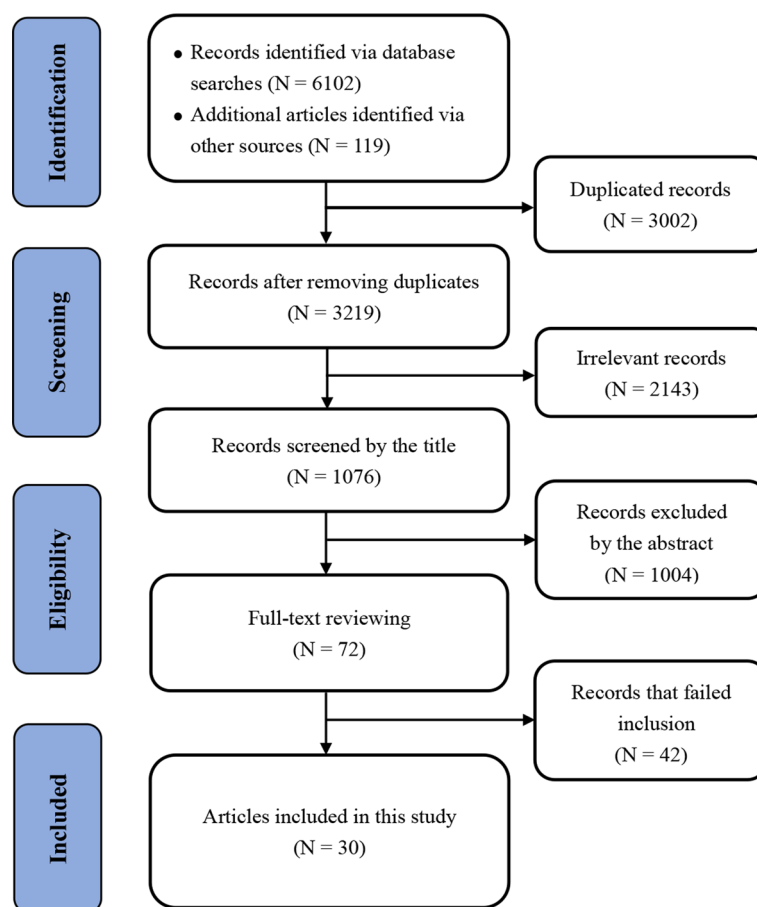 Identification
• Records identified via database
searches (N = 6102)
• Additional articles identified via
other sources (N = 119)
Duplicated records
(N = 3002)
Screening
Records after removing duplicates
(N = 3219)
Irrelevant records
(N = 2143)
Records screened by the title
(N = 1076)
Eligibility
Records excluded
by the abstract
(N = 1004)
Full-text reviewing
(N = 72)
Records that failed
inclusion
(N = 42)
Included
Articles included in this study
(N = 30)